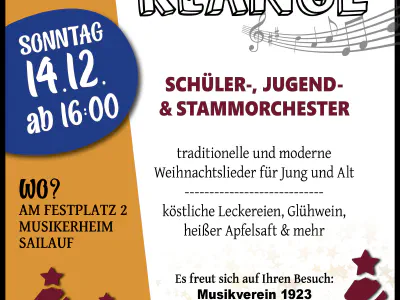 KLÄNGE
SONNTAG
14.12.
ab 16:00
SCHÜLER-, JUGEND-
& STAMMORCHESTER
traditionelle und moderne
Weihnachtslieder für Jung und Alt
----------------------------
köstliche Leckereien, Glühwein,
heißer Apfelsaft & mehr
WO?
AM FESTPLATZ 2
MUSIKERHEIM
SAILAUF
Es freut sich auf Ihren Besuch:
Musikverein 1923